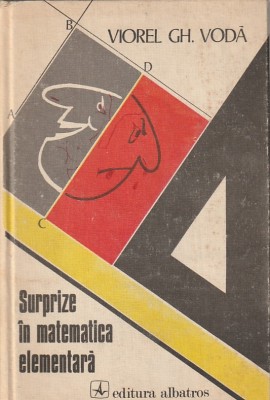 VIOREL GH. VODĂ
B
D
A
C
Surprize
în matematica
elementară
A editura albatros